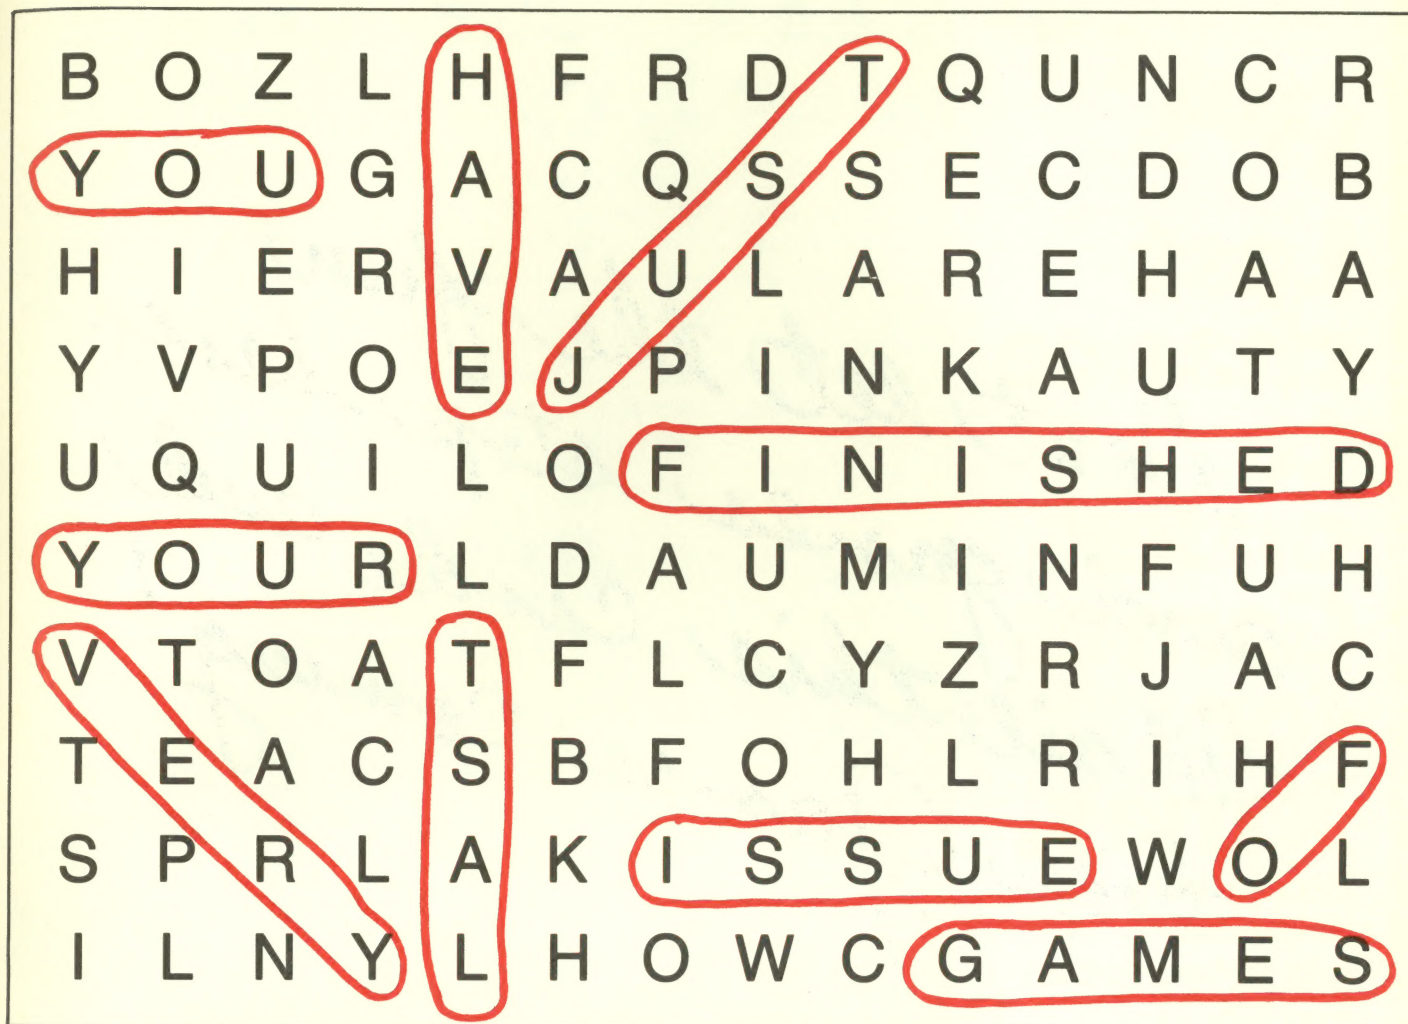 B O Z L H F R D T Q U N C R
Y O U G A C Q S S E C D O B
H I E R V A U L A R E H A A
Y V P O E J P I N K A U T Y
U Q U I L O F I N I S H E D
Y O U R L D A U M I N F U H
V T O A T F L C Y Z R J A C
T E A C S B F O H L R I H F
S P R L A K I S S U E W O L
I L N Y L H O W C G A M E S